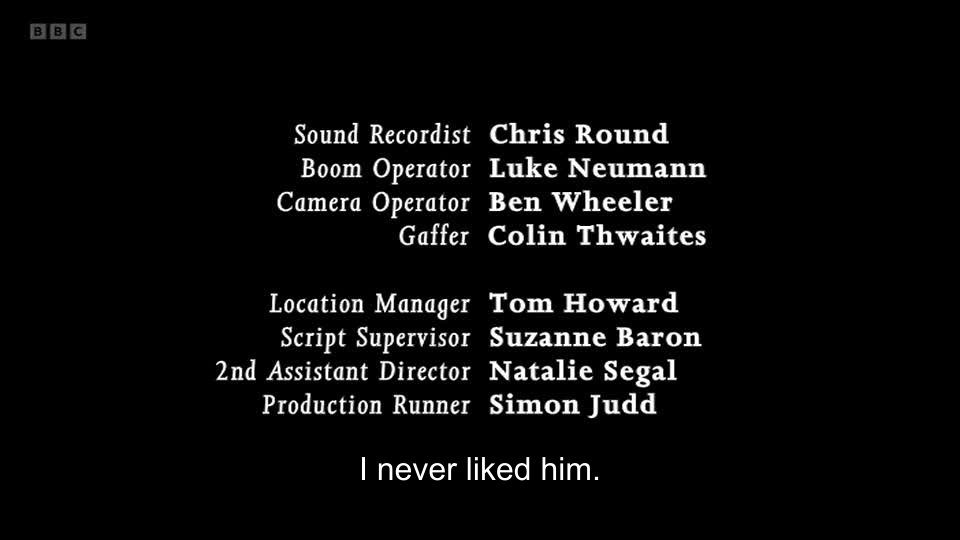 BBC
Sound Recordist Chris Round
Boom Operator Luke Neumann
Camera Operator Ben Wheeler
Gaffer Colin Thwaites
Location Manager Tom Howard
Script Supervisor Suzanne Baron
2nd Assistant Director Natalie Segal
Production Runner Simon Judd
I never liked him.